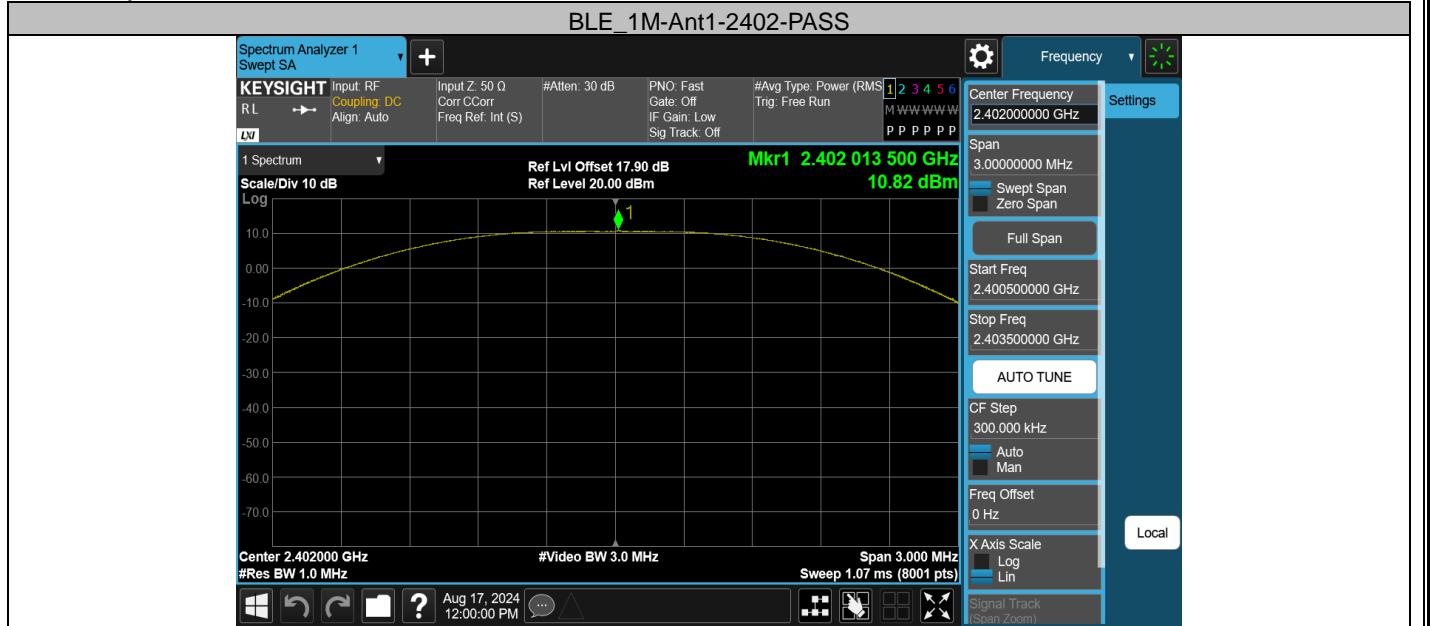 BLE_1M-Ant1-2402-PASS
Spectrum Analyzer 1
Swept SA
Frequency
KEYSIGHT
R L
LXI
Input: RF
Coupling: DC
Align: Auto
Input Z: 50 Ω
Corr CCorr
Freq Ref: Int (S)
#Atten: 30 dB
PNO: Fast
Gate: Off
IF Gain: Low
Sig Track: Off
#Avg Type: Power (RMS
Trig: Free Run
1 2 3 4 5 6
M W W W W W
P P P P P P
1 Spectrum
Scale/Div 10 dB
Log
Ref Lvl Offset 17.90 dB
Ref Level 20.00 dBm
Mkr1 2.402 013 500 GHz
10.82 dBm
1
10.0
0.00
-10.0
-20.0
-30.0
-40.0
-50.0
-60.0
-70.0
Center 2.402000 GHz
#Res BW 1.0 MHz
#Video BW 3.0 MHz
Span 3.000 MHz
Sweep 1.07 ms (8001 pts)
Center Frequency
2.402000000 GHz
Settings
Span
3.00000000 MHz
Swept Span
Zero Span
Full Span
Start Freq
2.400500000 GHz
Stop Freq
2.403500000 GHz
AUTO TUNE
CF Step
300.000 kHz
Auto
Man
Freq Offset
0 Hz
X Axis Scale
Log
Lin
Local
Signal Track
(Span Zoom)
?
Aug 17, 2024
12:00:00 PM